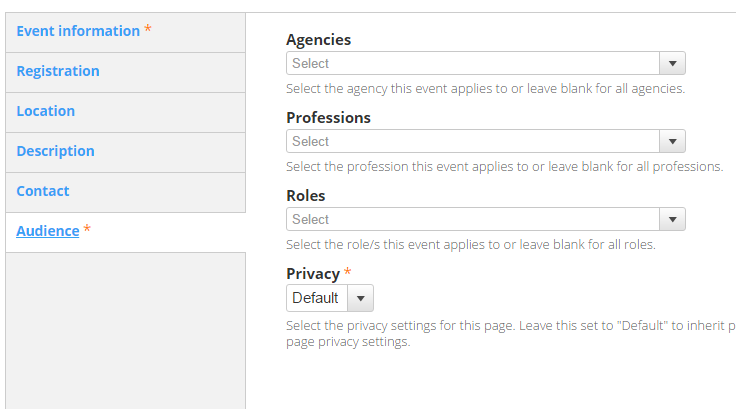 Event information *
Registration
Location
Description
Contact
Audience *
Agencies
Select
Select the agency this event applies to or leave blank for all agencies.
Professions
Select
Select the profession this event applies to or leave blank for all professions.
Roles
Select
Select the role/s this event applies to or leave blank for all roles.
Privacy *
Default
Select the privacy settings for this page. Leave this set to "Default" to inherit
page privacy settings.